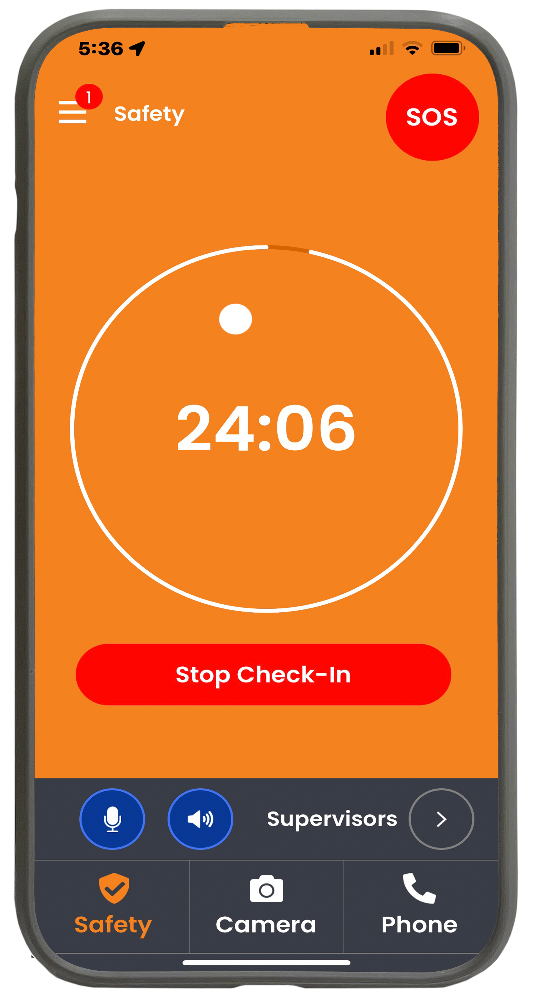 5:36
1
Safety
SOS
24:06
Stop Check-In
Supervisors
Safety
Camera
Phone